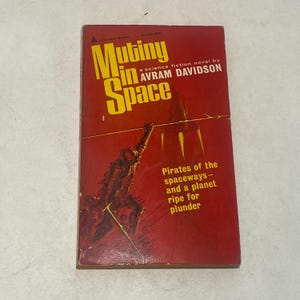 Mutiny
in
Space
a science fiction novel by
AVRAM DAVIDSON
Pirates of the
spaceways—
and a planet
ripe for
plunder